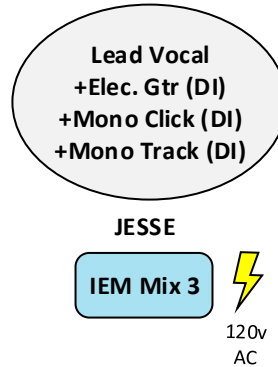 Lead Vocal
+Elec. Gtr (DI)
+Mono Click (DI)
+Mono Track (DI)
JESSE
IEM Mix 3
120v
AC